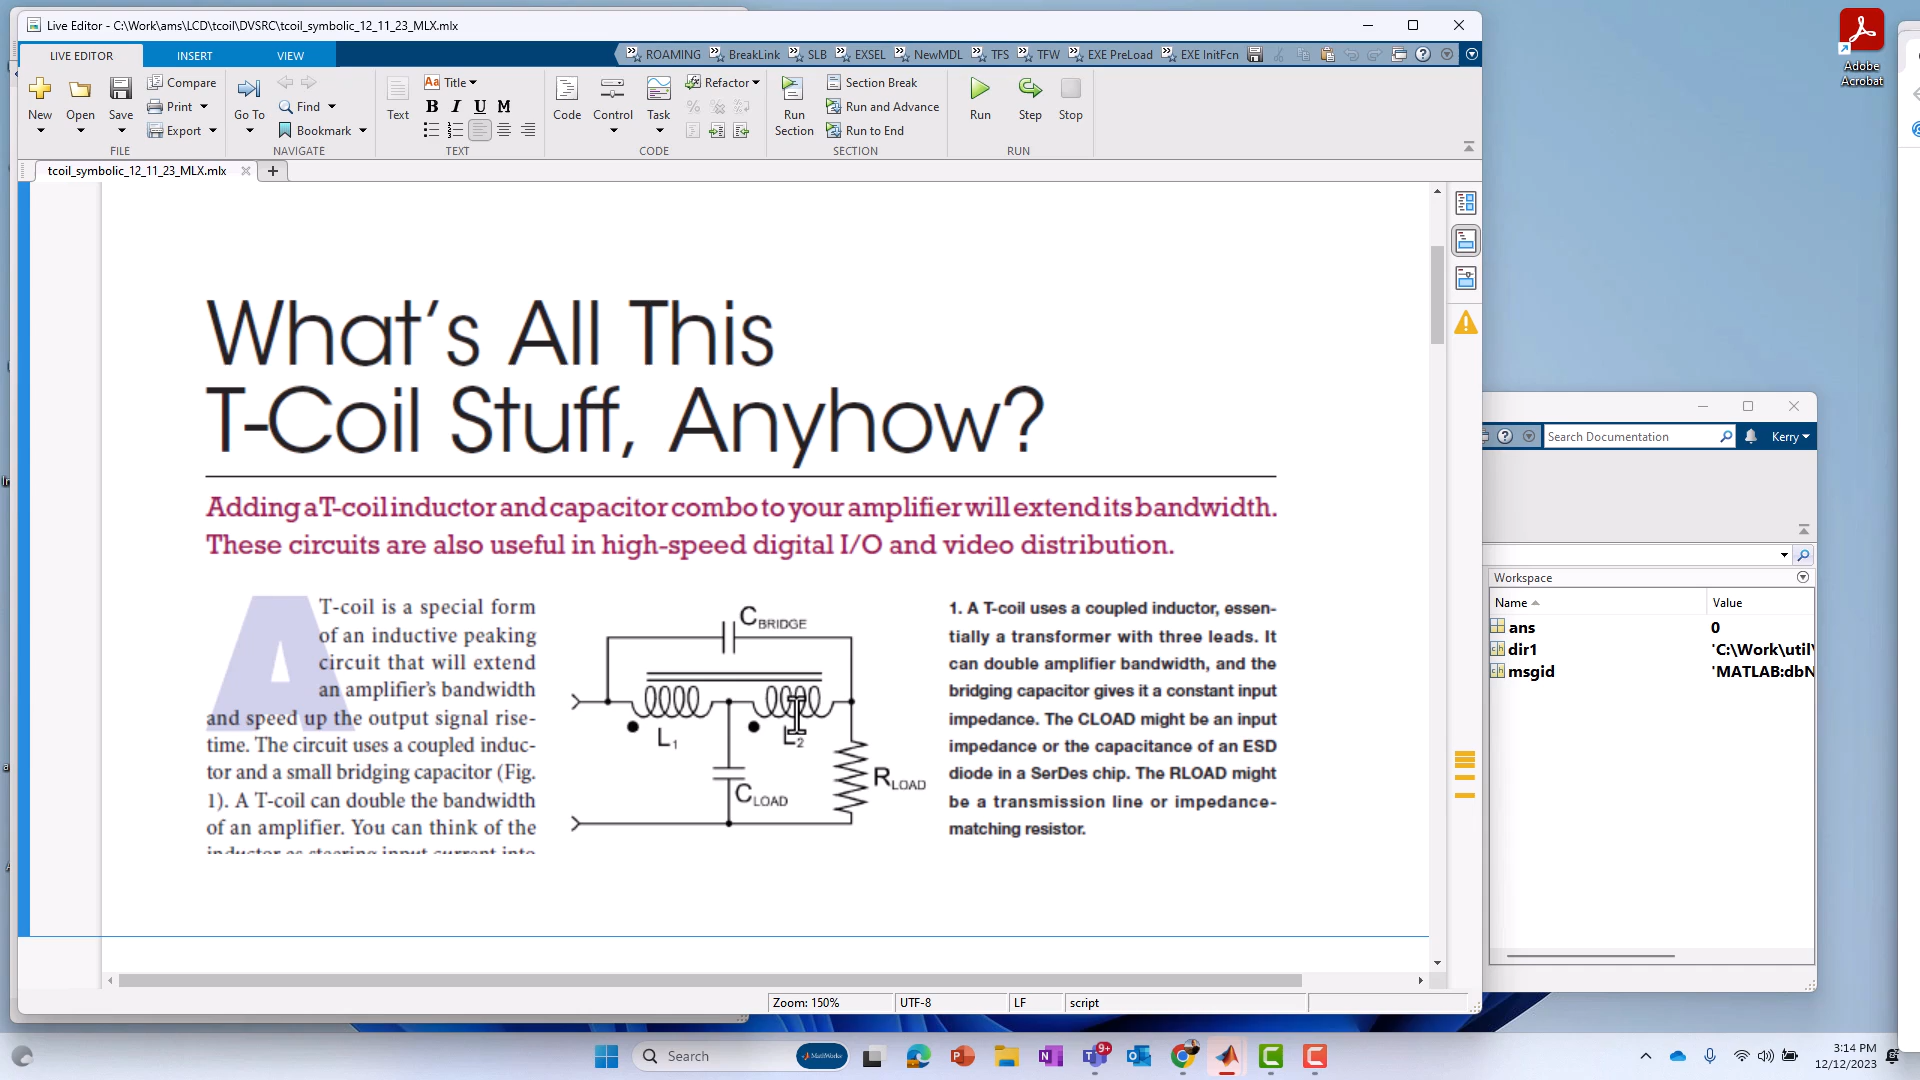 Live Editor - C:\Work\ams\LCD\tcoil\DVSRC\tcoil_symbolic_12_11_23_MLX.mlx
LIVE EDITOR
INSERT
VIEW
ROAMING
BreakLink
SLB
EXSEL
NewMDL
TFS
TFW
EXE PreLoad
EXE InitFcn
New
Open
Save
Compare
Print
Export
FILE
Go To
Find
Bookmark
NAVIGATE
Text
Aa Title
B I U M
TEXT
Code
Control
Task
Refactor
CODE
Run Section
Section Break
Run and Advance
Run to End
SECTION
Run
Step
Stop
RUN
tcoil_symbolic_12_11_23_MLX.mlx
What's All This
T-Coil Stuff, Anyhow?
Adding a T-coil inductor and capacitor combo to your amplifier will extend its bandwidth.
These circuits are also useful in high-speed digital I/O and video distribution.
A T-coil is a special form
of an inductive peaking
circuit that will extend
an amplifier's bandwidth
and speed up the output signal rise-
time. The circuit uses a coupled induc-
tor and a small bridging capacitor (Fig.
1). A T-coil can double the bandwidth
of an amplifier. You can think of the
inductor as steering input current into
CBRIDGE
L1
L2
CLOAD
RLOAD
1. A T-coil uses a coupled inductor, essen-
tially a transformer with three leads. It
can double amplifier bandwidth, and the
bridging capacitor gives it a constant input
impedance. The CLOAD might be an input
impedance or the capacitance of an ESD
diode in a SerDes chip. The RLOAD might
be a transmission line or impedance-
matching resistor.
Zoom: 150%
UTF-8
LF
script
Adobe
Acrobat
Search Documentation
Kerry
Workspace
Name
Value
ans
0
dir1
'C:\Work\util\
msgid
'MATLAB:dbN
Search
MathWorks
9+
3:14 PM
12/12/2023